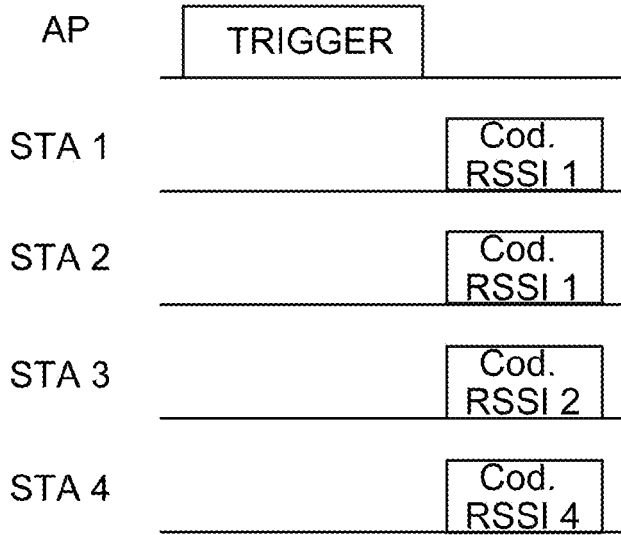 AP
TRIGGER
STA 1
Cod.
RSSI 1
STA 2
Cod.
RSSI 1
STA 3
Cod.
RSSI 2
STA 4
Cod.
RSSI 4